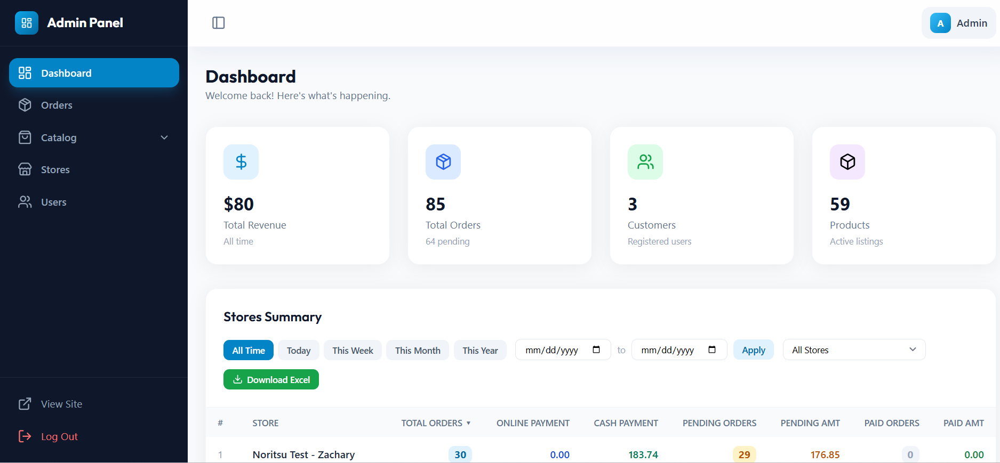 Admin Panel
A Admin
Dashboard
Orders
Catalog
Stores
Users
View Site
Log Out
Dashboard
Welcome back! Here's what's happening.
$80
Total Revenue
All time
85
Total Orders
64 pending
3
Customers
Registered users
59
Products
Active listings
Stores Summary
All Time Today This Week This Month This Year mm/dd/yyyy to mm/dd/yyyy Apply All Stores
Download Excel
# STORE TOTAL ORDERS ▼ ONLINE PAYMENT CASH PAYMENT PENDING ORDERS PENDING AMT PAID ORDERS PAID AMT
1 Noritsu Test - Zachary 30 0.00 183.74 29 176.85 0 0.00